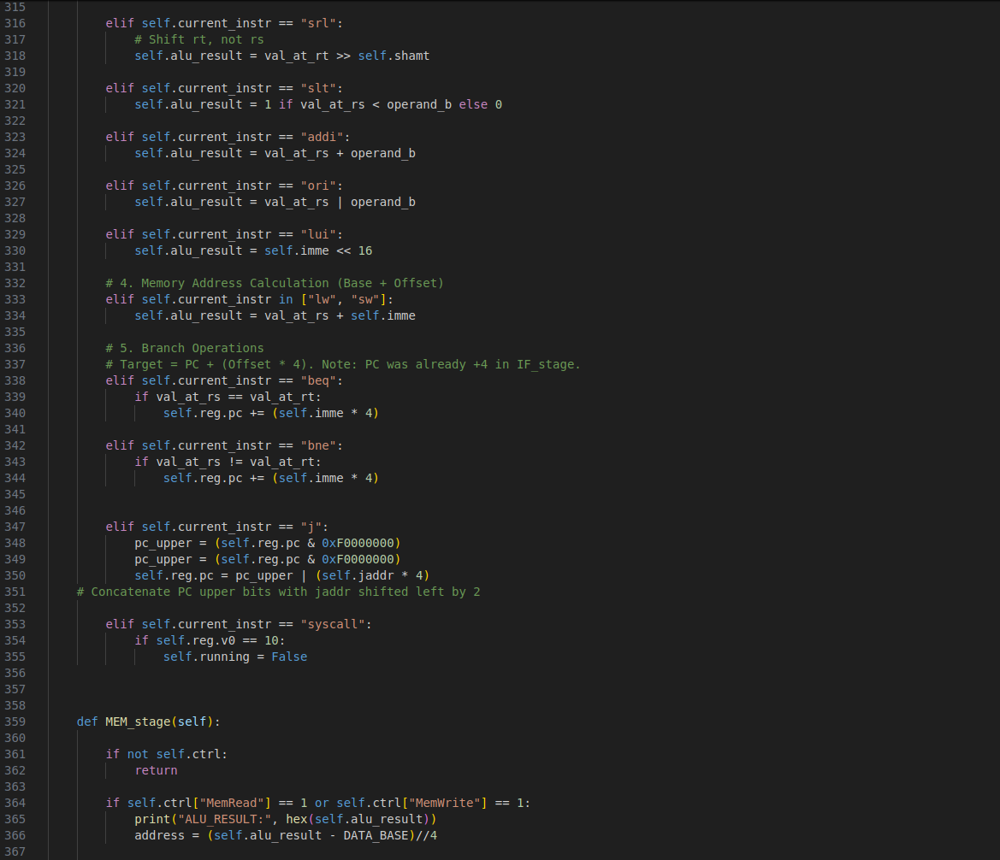 315
316 elif self.current_instr == "srl":
317 # Shift rt, not rs
318 self.alu_result = val_at_rt >> self.shamt
319
320 elif self.current_instr == "slt":
321 self.alu_result = 1 if val_at_rs < operand_b else 0
322
323 elif self.current_instr == "addi":
324 self.alu_result = val_at_rs + operand_b
325
326 elif self.current_instr == "ori":
327 self.alu_result = val_at_rs | operand_b
328
329 elif self.current_instr == "lui":
330 self.alu_result = self.imme << 16
331
332 # 4. Memory Address Calculation (Base + Offset)
333 elif self.current_instr in ["lw", "sw"]:
334 self.alu_result = val_at_rs + self.imme
335
336 # 5. Branch Operations
337 # Target = PC + (Offset * 4). Note: PC was already +4 in IF_stage.
338 elif self.current_instr == "beq":
339 if val_at_rs == val_at_rt:
340 self.reg.pc += (self.imme * 4)
341
342 elif self.current_instr == "bne":
343 if val_at_rs != val_at_rt:
344 self.reg.pc += (self.imme * 4)
345
346
347 elif self.current_instr == "j":
348 pc_upper = (self.reg.pc & 0xF0000000)
349 pc_upper = (self.reg.pc & 0xF0000000)
350 self.reg.pc = pc_upper | (self.jaddr * 4)
351 # Concatenate PC upper bits with jaddr shifted left by 2
352
353 elif self.current_instr == "syscall":
354 if self.reg.v0 == 10:
355 self.running = False
356
357
358
359 def MEM_stage(self):
360
361 if not self.ctrl:
362 return
363
364 if self.ctrl["MemRead"] == 1 or self.ctrl["MemWrite"] == 1:
365 print("ALU_RESULT:", hex(self.alu_result))
366 address = (self.alu_result - DATA_BASE)//4
367